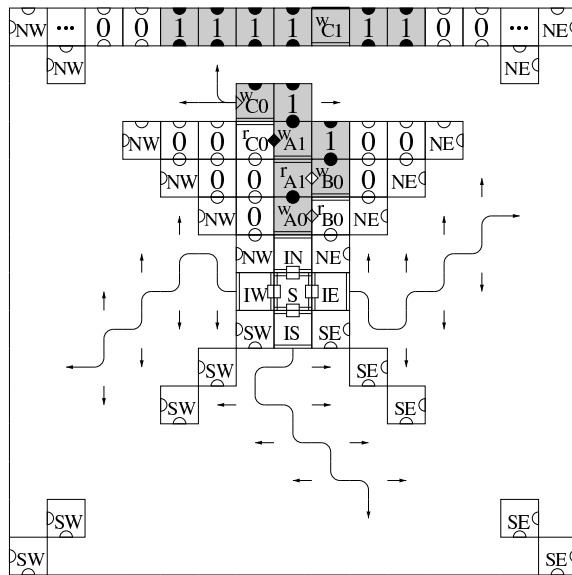 NW ... 0 0 1 1 1 1 wC1 1 1 0 0 ... NE
NW NE
wC0 1
NW 0 0 rC0 wA1 1 0 0 NE
NW 0 0 rA1 wB0 0 NE
NW 0 wA0 rB0 NE
NW IN NE
IW S IE
SW IS SE
SW SE
SW SE
SW SE
SW SE